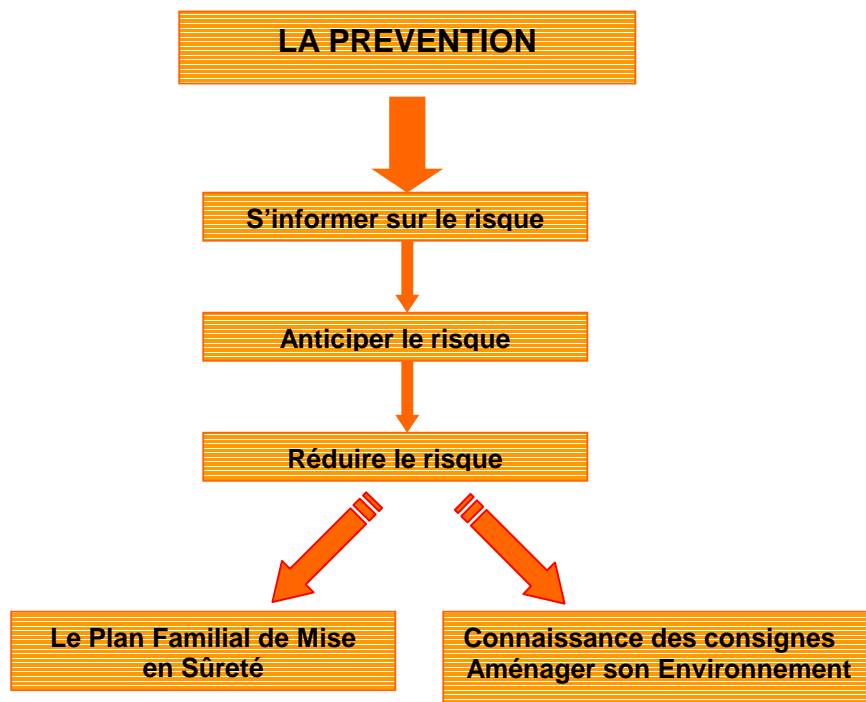 LA PREVENTION
S'informer sur le risque
Anticiper le risque
Réduire le risque
Le Plan Familial de Mise
en Sûreté
Connaissance des consignes
Aménager son Environnement